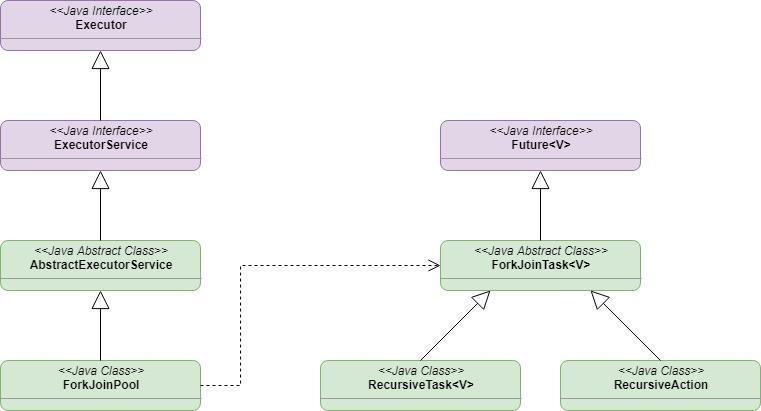 <<Java Interface>>
Executor
<<Java Interface>>
ExecutorService
<<Java Interface>>
Future<V>
<<Java Abstract Class>>
AbstractExecutorService
<<Java Abstract Class>>
ForkJoinTask<V>
<<Java Class>>
ForkJoinPool
<<Java Class>>
RecursiveTask<V>
<<Java Class>>
RecursiveAction